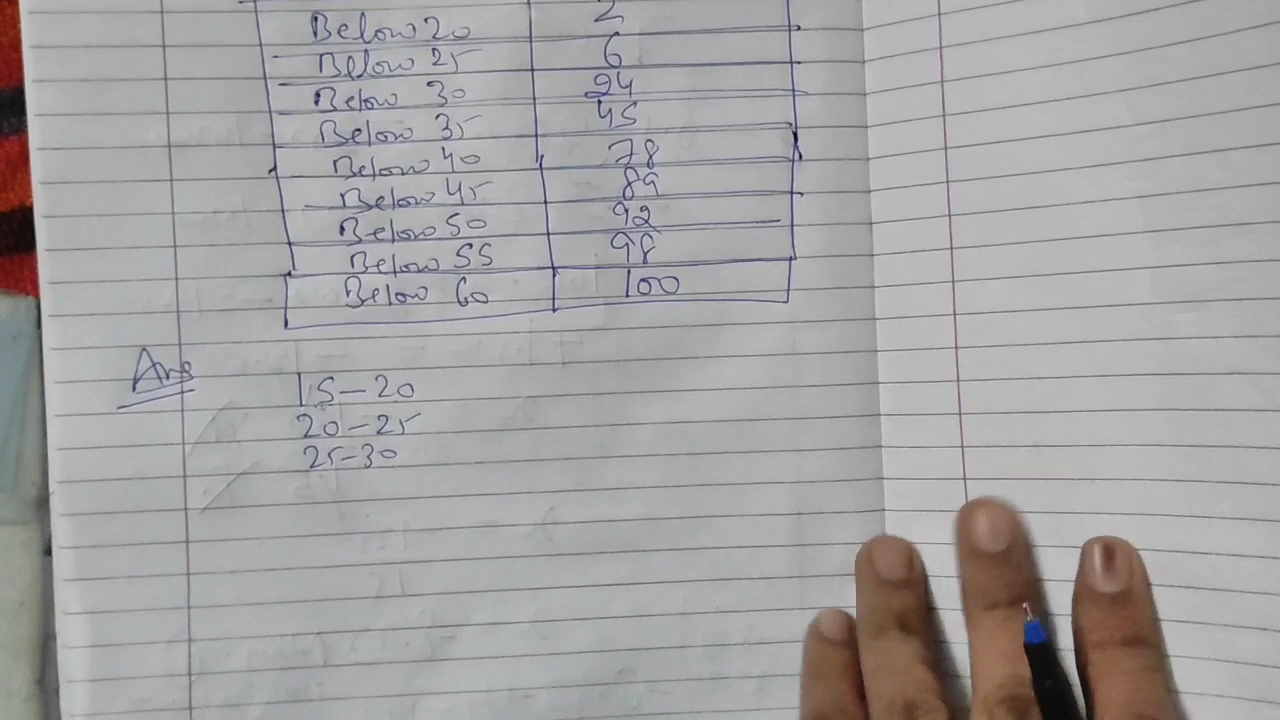 Below 20 2
Below 25 6
Below 30 24
Below 35 45
Below 40 78
Below 45 89
Below 50 92
Below 55 98
Below 60 100
Ans
15-20
20-25
25-30